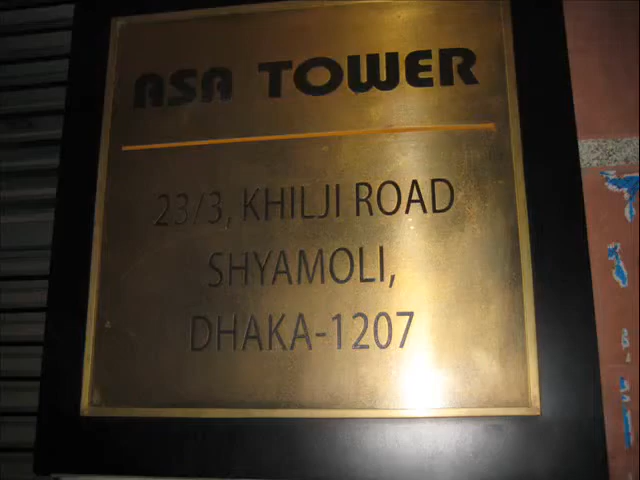 ASA TOWER
23/3, KHILJI ROAD
SHYAMOLI,
DHAKA-1207